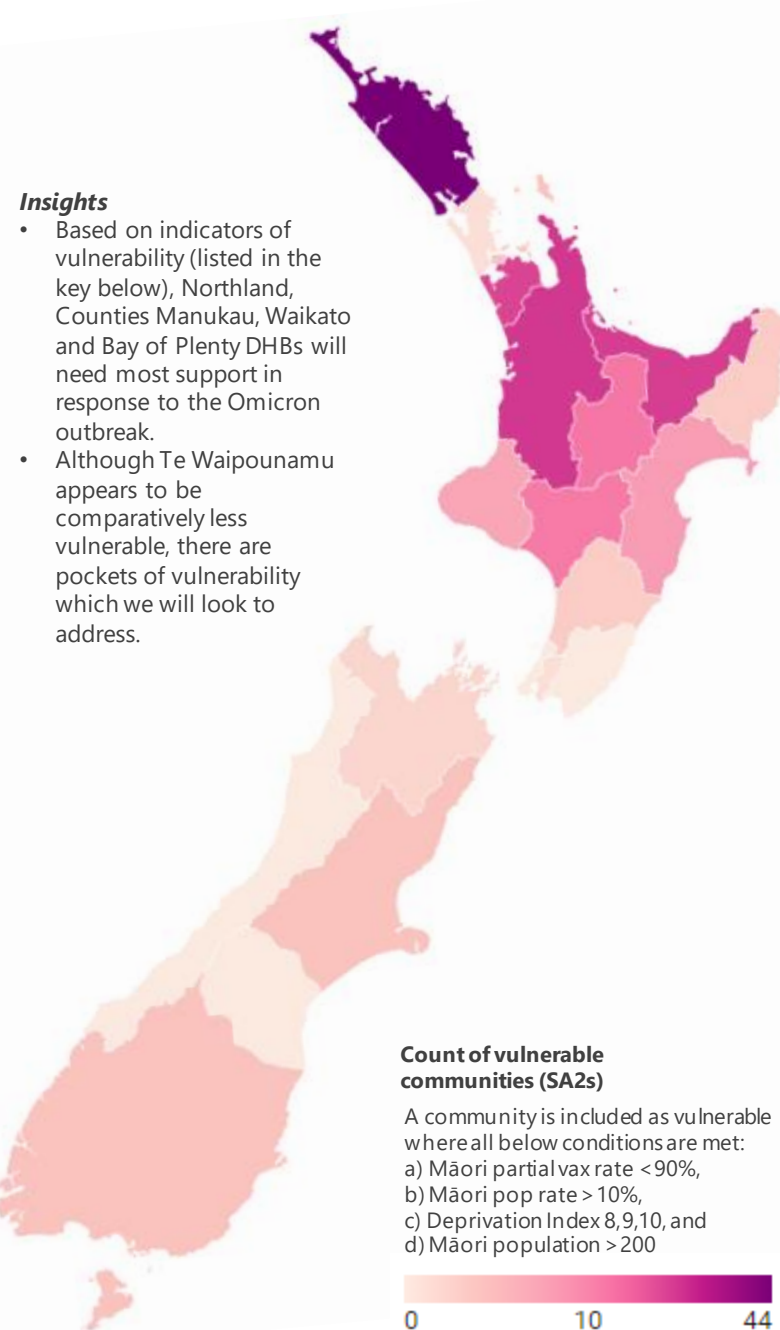 Insights
• Based on indicators of
vulnerability (listed in the
key below), Northland,
Counties Manukau, Waikato
and Bay of Plenty DHBs will
need most support in
response to the Omicron
outbreak.
• Although Te Waipounamu
appears to be
comparatively less
vulnerable, there are
pockets of vulnerability
which we will look to
address.
Count of vulnerable
communities (SA2s)
A community is included as vulnerable
where all below conditions are met:
a) Māori partial vax rate <90%,
b) Māori pop rate > 10%,
c) Deprivation Index 8,9,10, and
d) Māori population >200
0 10 44